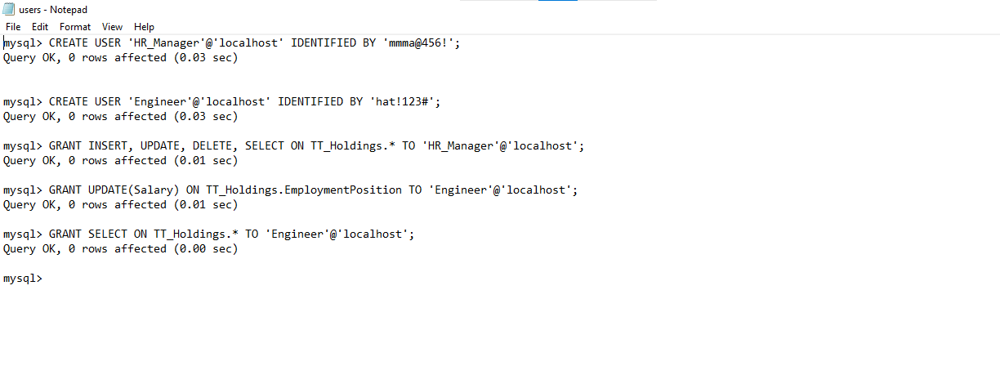 users - Notepad
File Edit Format View Help
mysql> CREATE USER 'HR_Manager'@'localhost' IDENTIFIED BY 'mmma@456!';
Query OK, 0 rows affected (0.03 sec)
mysql> CREATE USER 'Engineer'@'localhost' IDENTIFIED BY 'hat!123#';
Query OK, 0 rows affected (0.03 sec)
mysql> GRANT INSERT, UPDATE, DELETE, SELECT ON TT_Holdings.* TO 'HR_Manager'@'localhost';
Query OK, 0 rows affected (0.01 sec)
mysql> GRANT UPDATE(Salary) ON TT_Holdings.EmploymentPosition TO 'Engineer'@'localhost';
Query OK, 0 rows affected (0.01 sec)
mysql> GRANT SELECT ON TT_Holdings.* TO 'Engineer'@'localhost';
Query OK, 0 rows affected (0.00 sec)
mysql>